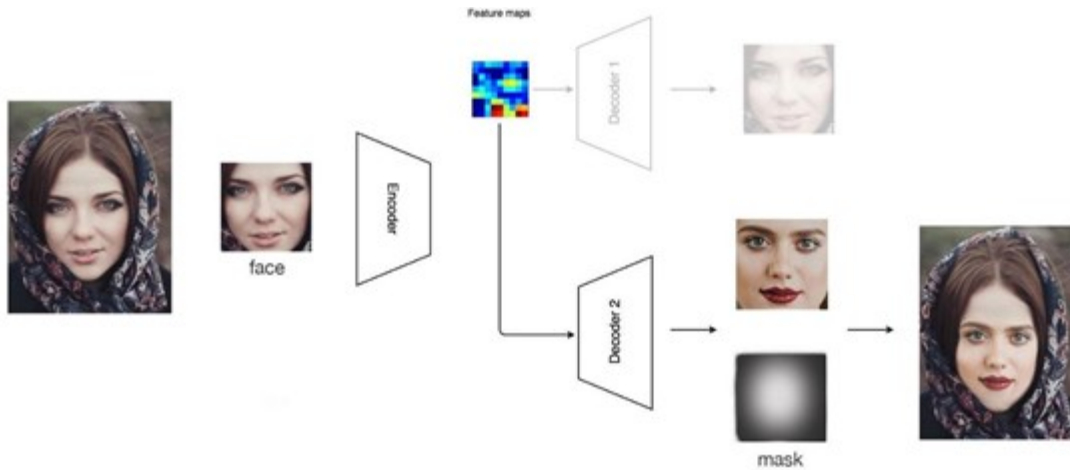 Feature maps
Decoder 1
Encoder
face
Decoder 2
mask